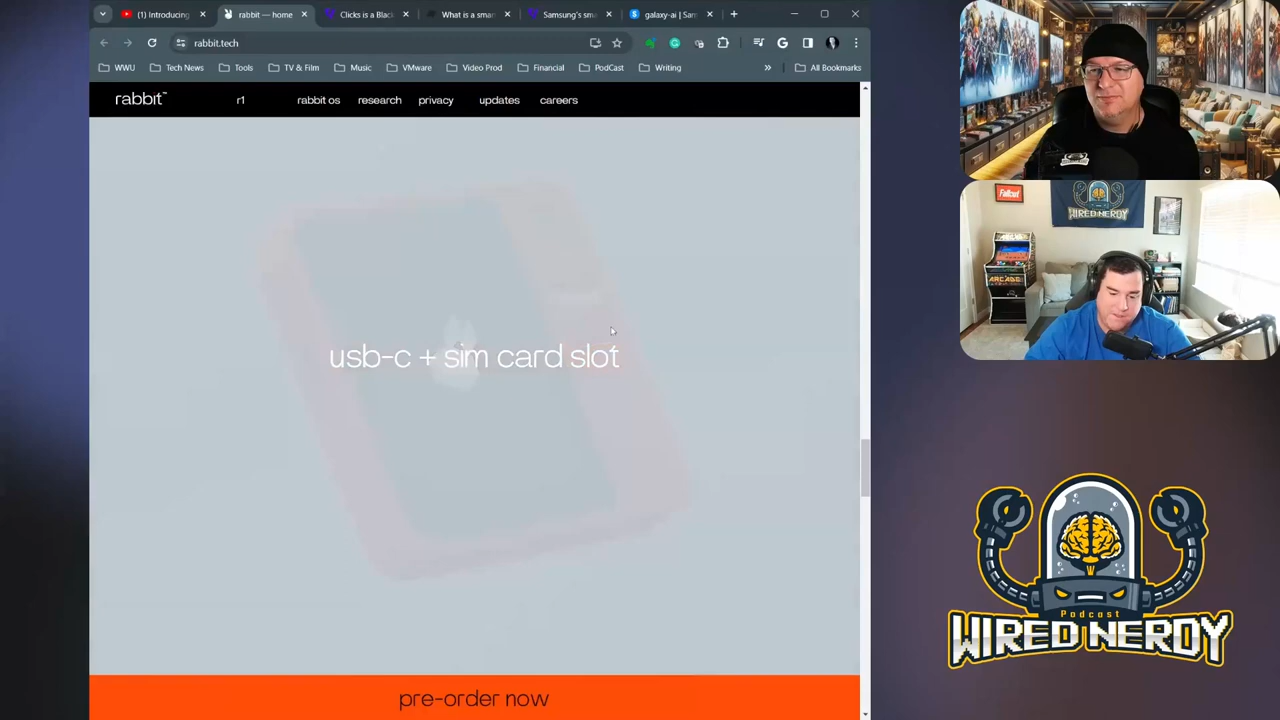 (1) Introducing
rabbit — home
Clicks is a Blac
What is a smar
Samsung's sma
galaxy-ai | Sam
rabbit.tech
WWU
Tech News
Tools
TV & Film
Music
VMware
Video Prod
Financial
PodCast
Writing
»
All Bookmarks
rabbit™
r1
rabbit os
research
privacy
updates
careers
usb-c + sim card slot
pre-order now
Fallout
WIRED NERDY
ARCADE
Podcast
WIRED NERDY